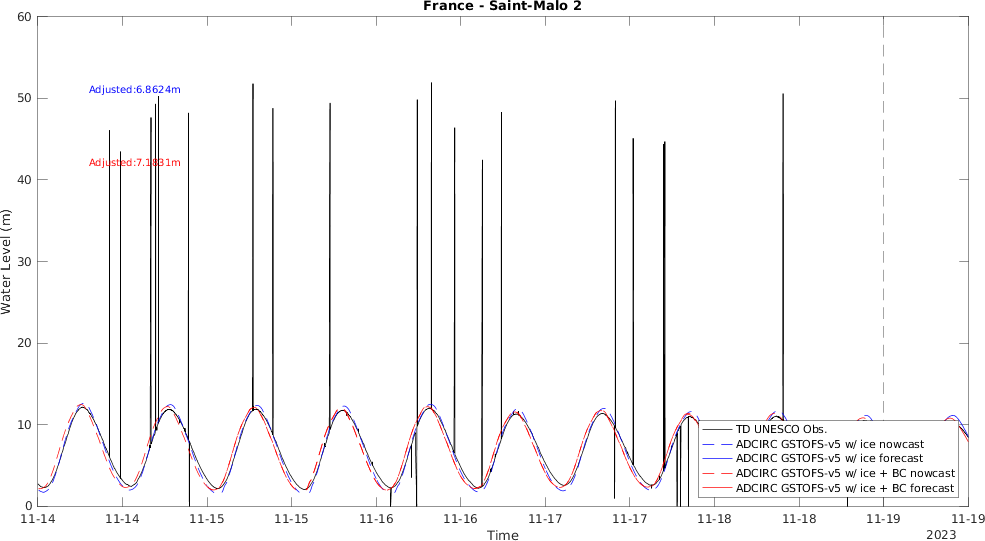 France - Saint-Malo 2
60
50
40
30
20
10
0
Water Level (m)
Adjusted:6.8624m
Adjusted:7.1831m
TD UNESCO Obs.
ADCIRC GSTOFS-v5 w/ ice nowcast
ADCIRC GSTOFS-v5 w/ ice forecast
ADCIRC GSTOFS-v5 w/ ice + BC nowcast
ADCIRC GSTOFS-v5 w/ ice + BC forecast
11-14 11-14 11-15 11-15 11-16 11-16 11-17 11-17 11-18 11-18 11-19 11-19
Time
2023